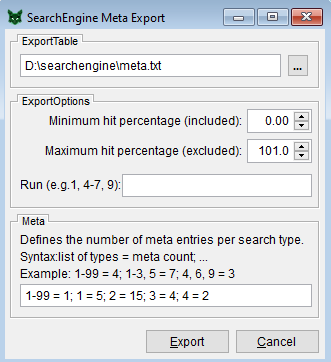 SearchEngine Meta Export
ExportTable
D:\searchengine\meta.txt
...
ExportOptions
Minimum hit percentage (included): 0.00
Maximum hit percentage (excluded): 101.0
Run (e.g.1, 4-7, 9):
Meta
Defines the number of meta entries per search type.
Syntax:list of types = meta count; ...
Example: 1-99 = 4; 1-3, 5 = 7; 4, 6, 9 = 3
1-99 = 1; 1 = 5; 2 = 15; 3 = 4; 4 = 2
Export Cancel